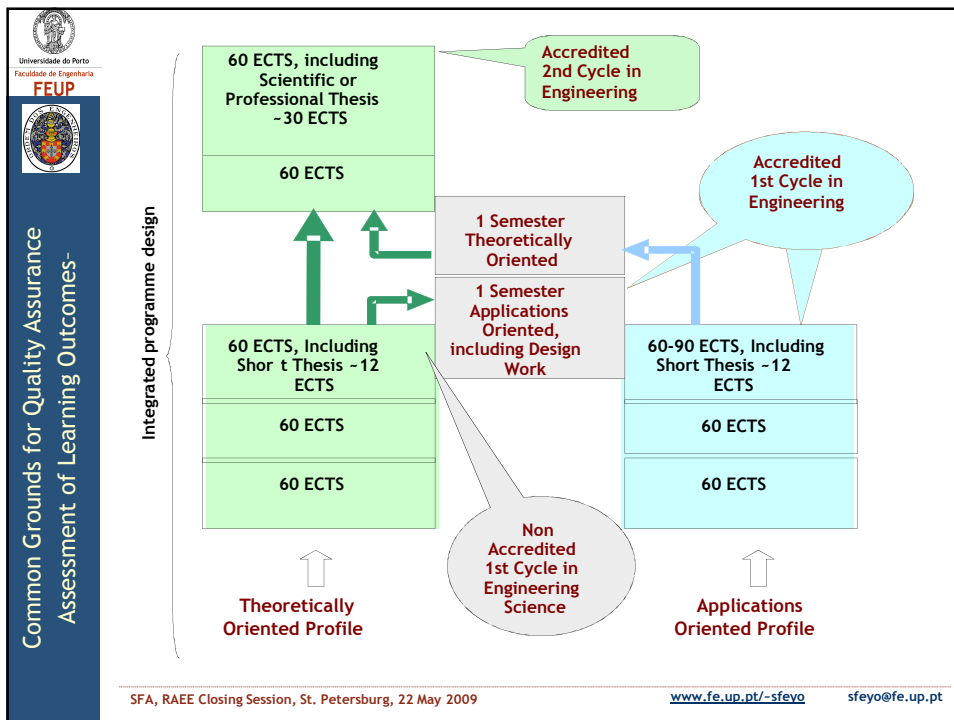 Universidade do Porto
Faculdade de Engenharia
FEUP
ORDEM DOS ENGENHEIROS
Common Grounds for Quality Assurance
Assessment of Learning Outcomes-
Integrated programme design
60 ECTS, including
Scientific or
Professional Thesis
~30 ECTS
60 ECTS
Accredited
2nd Cycle in
Engineering
Accredited
1st Cycle in
Engineering
1 Semester
Theoretically
Oriented
1 Semester
Applications
Oriented,
including Design
Work
60 ECTS, Including
Shor t Thesis ~12
ECTS
60 ECTS
60 ECTS
60-90 ECTS, Including
Short Thesis ~12
ECTS
60 ECTS
60 ECTS
Non
Accredited
1st Cycle in
Engineering
Science
Theoretically
Oriented Profile
Applications
Oriented Profile
SFA, RAEE Closing Session, St. Petersburg, 22 May 2009
www.fe.up.pt/~sfeyo
sfeyo@fe.up.pt